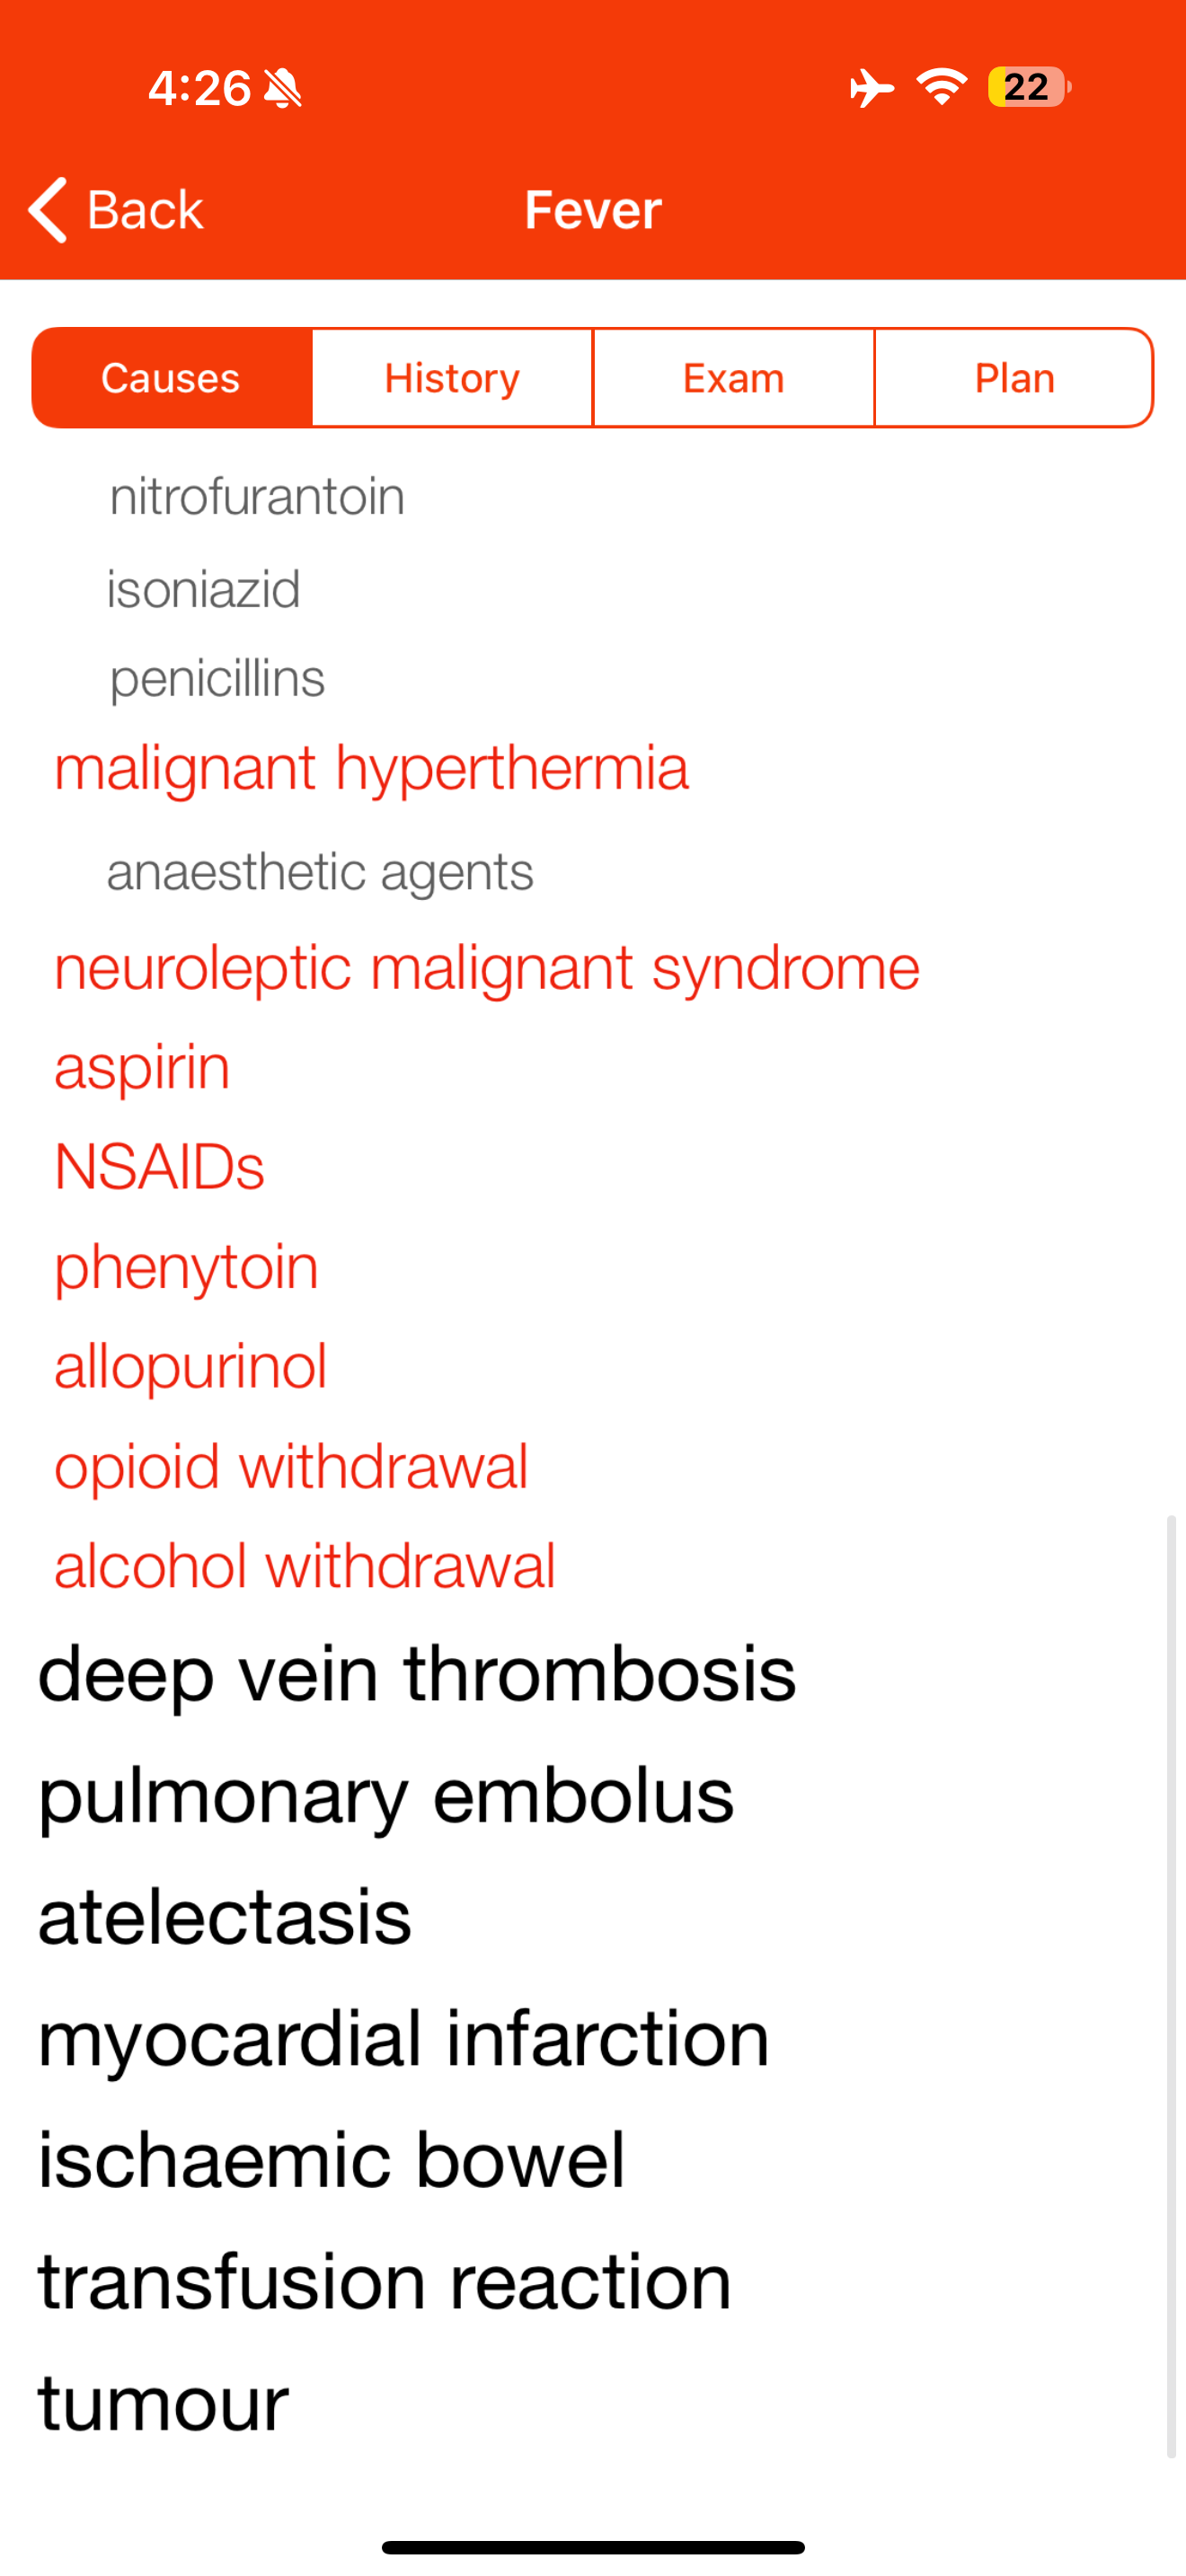 4:26
22
Back
Fever
Causes
History
Exam
Plan
nitrofurantoin
isoniazid
penicillins
malignant hyperthermia
anaesthetic agents
neuroleptic malignant syndrome
aspirin
NSAIDs
phenytoin
allopurinol
opioid withdrawal
alcohol withdrawal
deep vein thrombosis
pulmonary embolus
atelectasis
myocardial infarction
ischaemic bowel
transfusion reaction
tumour